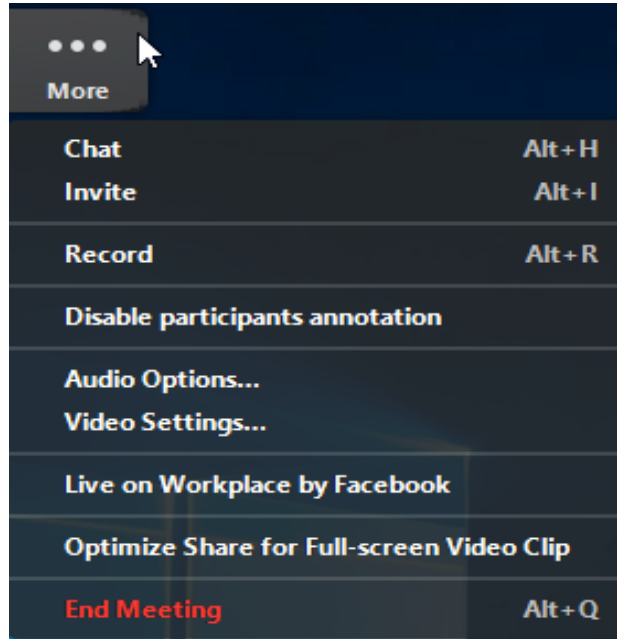 More
Chat Alt+H
Invite Alt+I
Record Alt+R
Disable participants annotation
Audio Options...
Video Settings...
Live on Workplace by Facebook
Optimize Share for Full-screen Video Clip
End Meeting Alt+Q